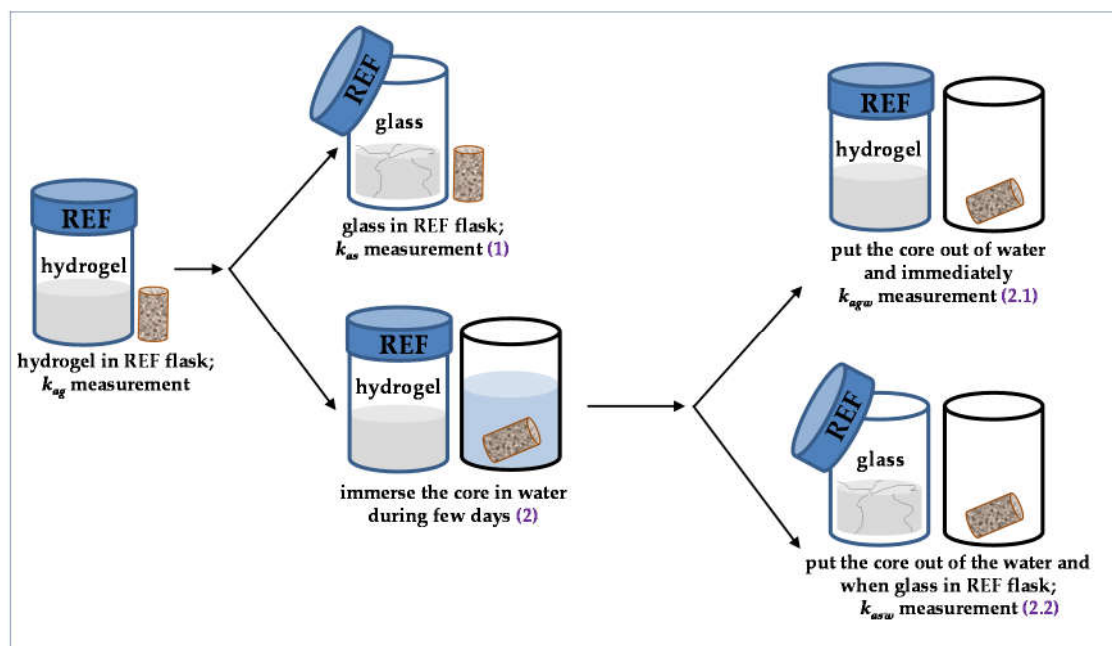 REF
hydrogel
hydrogel in REF flask;
kag measurement
REF
glass
glass in REF flask;
kas measurement (1)
REF
hydrogel
immerse the core in water
during few days (2)
REF
hydrogel
put the core out of water
and immediately
kagw measurement (2.1)
REF
glass
put the core out of the water and
when glass in REF flask;
kasw measurement (2.2)